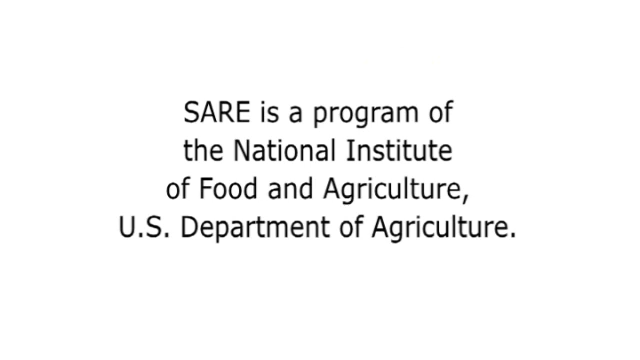 SARE is a program of
the National Institute
of Food and Agriculture,
U.S. Department of Agriculture.